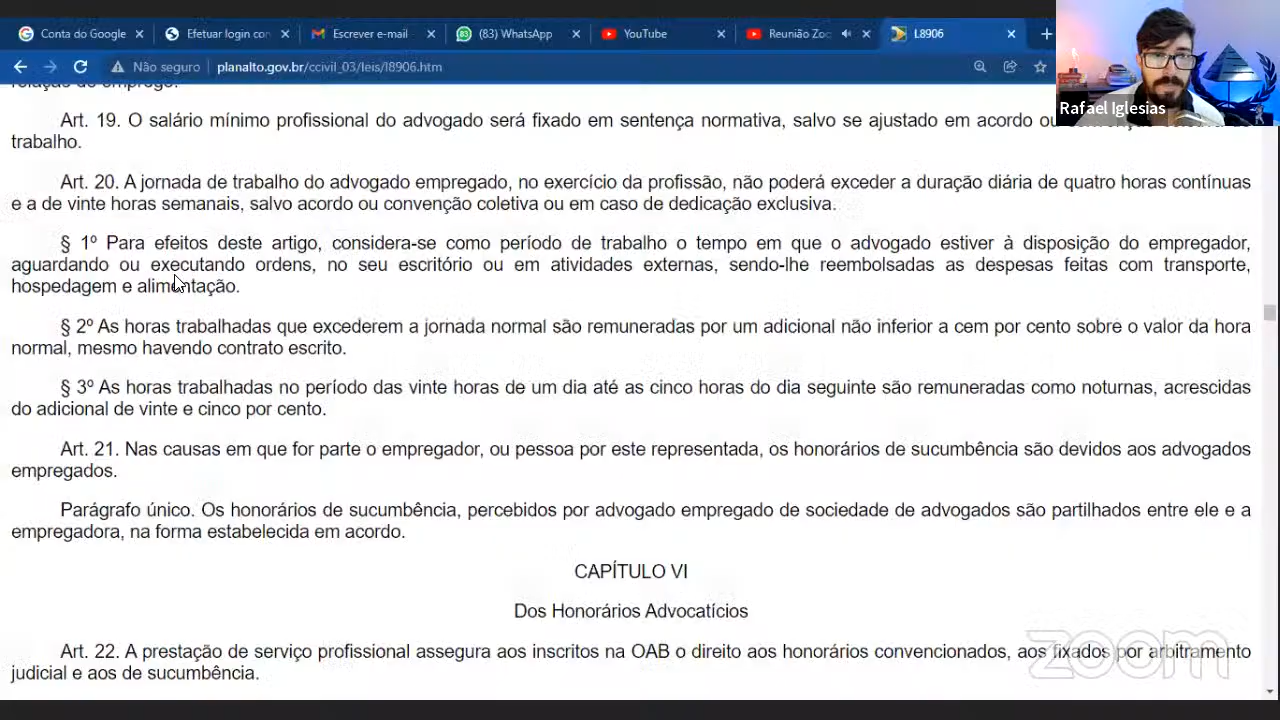 Conta do Google
Efetuar login con
Escrever e-mail
(83) WhatsApp
YouTube
Reunião Zoo
L8906
Não seguro
planalto.gov.br/ccivil_03/leis/l8906.htm
Rafael Iglesias
relação de emprego.
Art. 19. O salário mínimo profissional do advogado será fixado em sentença normativa, salvo se ajustado em acordo ou
trabalho.
Art. 20. A jornada de trabalho do advogado empregado, no exercício da profissão, não poderá exceder a duração diária de quatro horas contínuas
e a de vinte horas semanais, salvo acordo ou convenção coletiva ou em caso de dedicação exclusiva.
§ 1º Para efeitos deste artigo, considera-se como período de trabalho o tempo em que o advogado estiver à disposição do empregador,
aguardando ou executando ordens, no seu escritório ou em atividades externas, sendo-lhe reembolsadas as despesas feitas com transporte,
hospedagem e alimentação.
§ 2º As horas trabalhadas que excederem a jornada normal são remuneradas por um adicional não inferior a cem por cento sobre o valor da hora
normal, mesmo havendo contrato escrito.
§ 3º As horas trabalhadas no período das vinte horas de um dia até as cinco horas do dia seguinte são remuneradas como noturnas, acrescidas
do adicional de vinte e cinco por cento.
Art. 21. Nas causas em que for parte o empregador, ou pessoa por este representada, os honorários de sucumbência são devidos aos advogados
empregados.
Parágrafo único. Os honorários de sucumbência, percebidos por advogado empregado de sociedade de advogados são partilhados entre ele e a
empregadora, na forma estabelecida em acordo.
CAPÍTULO VI
Dos Honorários Advocatícios
Art. 22. A prestação de serviço profissional assegura aos inscritos na OAB o direito aos honorários convencionados, aos fixados por arbitramento
judicial e aos de sucumbência.
zoom